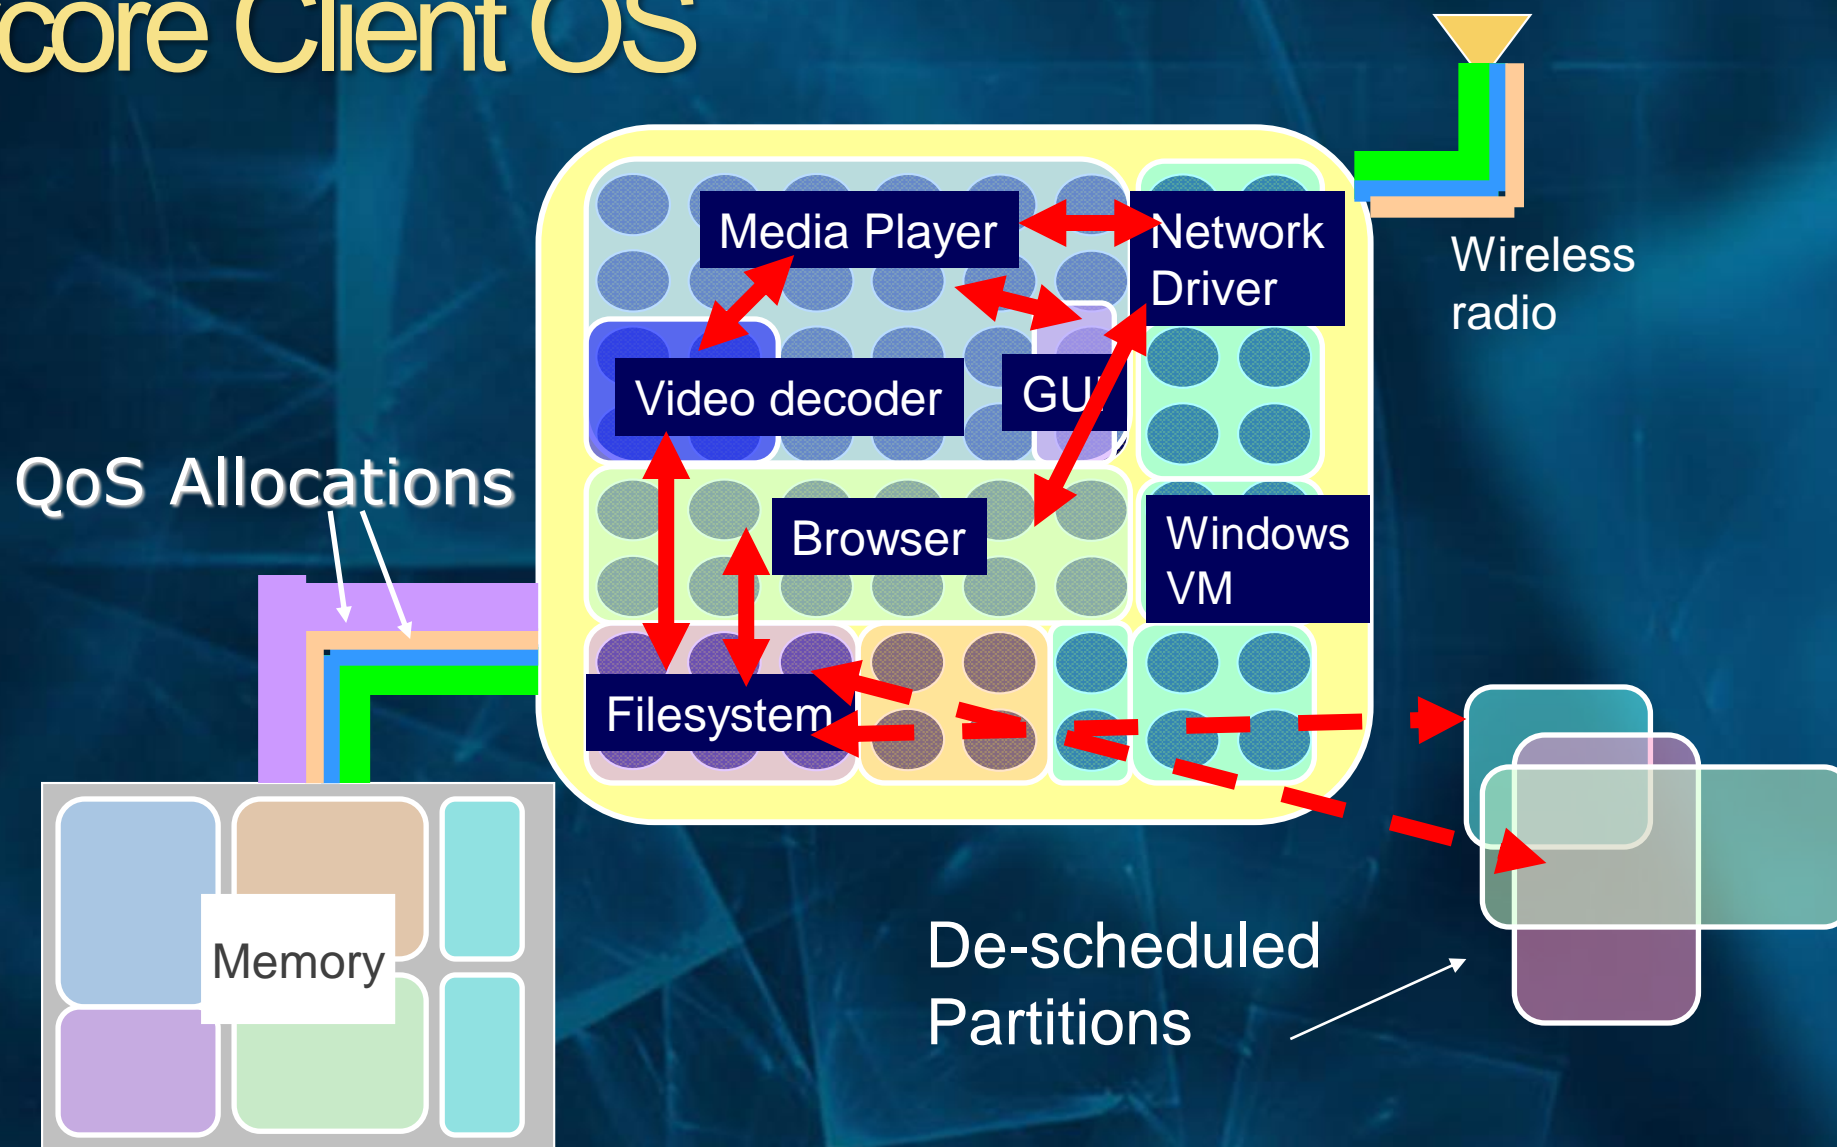 core Client OS
Media Player
Network
Driver
Wireless
radio
Video decoder
GUI
QoS Allocations
Browser
Windows
VM
Filesystem
Memory
De-scheduled
Partitions